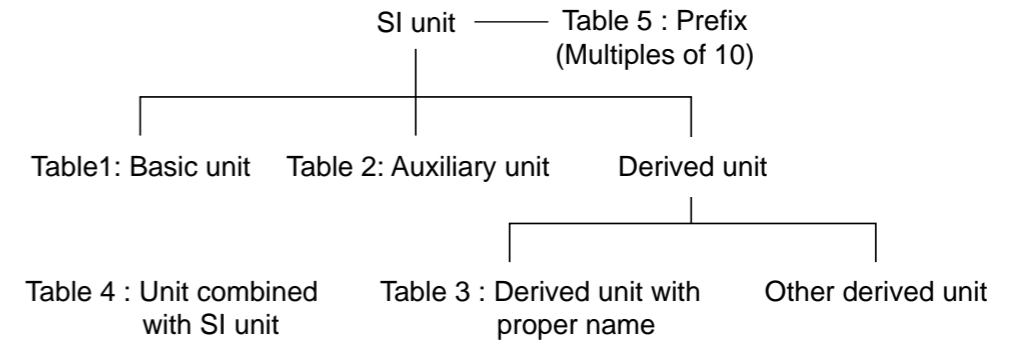 SI unit
Table 5 : Prefix
(Multiples of 10)
Table1: Basic unit
Table 2: Auxiliary unit
Derived unit
Table 4 : Unit combined
with SI unit
Table 3 : Derived unit with
proper name
Other derived unit